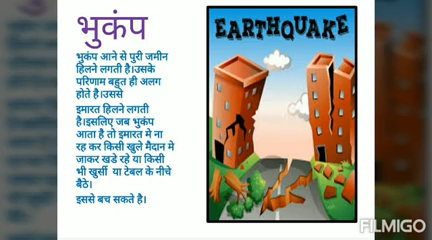 भुकंप
भुकंप आने से पुरी जमीन
हिलने लगती है।उसके
परिणाम बहुत ही अलग
होते है।उससे
इमारत हिलने लगती
है।इसलिए जब भुकंप
आता है तो इमारत मे ना
रह कर किसी खुले मैदान मे
जाकर खडे रहे या किसी
भी खुर्सी या टेबल के नीचे
बैठे।
इससे बच सकते है।
EARTHQUAKE
FILMIGO